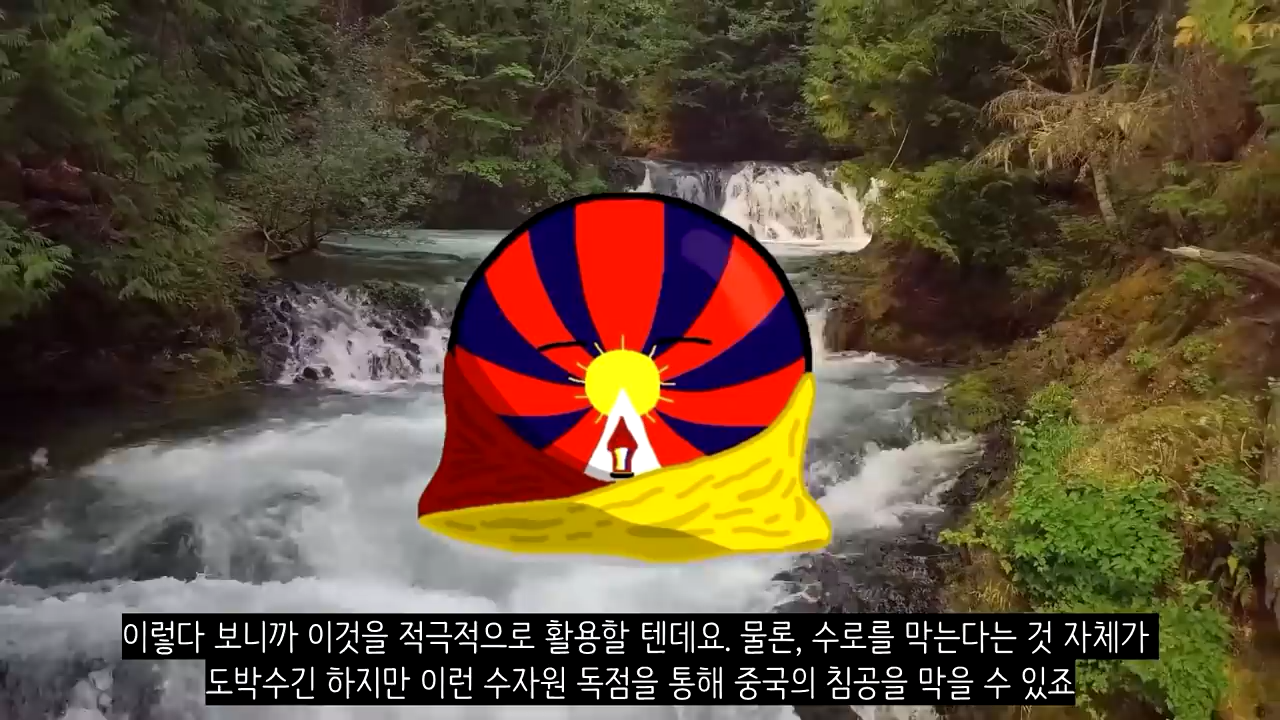 이렇다 보니까 이것을 적극적으로 활용할 텐데요. 물론, 수로를 막는다는 것 자체가
도박수긴 하지만 이런 수자원 독점을 통해 중국의 침공을 막을 수 있죠